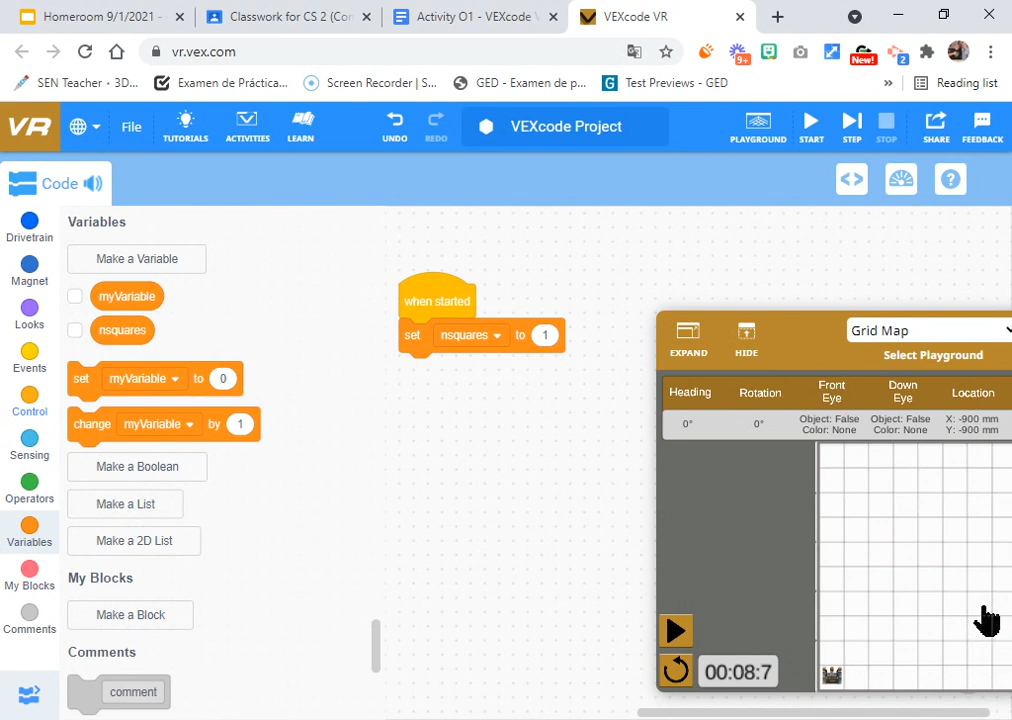 Homeroom 9/1/2021 -
Classwork for CS 2 (Co
Activity O1 - VEXcode V
VEXcode VR
vr.vex.com
9+
New!
2
SEN Teacher - 3D...
Examen de Práctica...
Screen Recorder | S...
GED - Examen de p...
Test Previews - GED
»
Reading list
VR
File
TUTORIALS
ACTIVITIES
LEARN
UNDO
REDO
VEXcode Project
PLAYGROUND
START
STEP
STOP
SHARE
FEEDBACK
Code
Drivetrain
Magnet
Looks
Events
Control
Sensing
Operators
Variables
My Blocks
Comments
Variables
Make a Variable
myVariable
nsquares
set myVariable to 0
change myVariable by 1
Make a Boolean
Make a List
Make a 2D List
My Blocks
Make a Block
Comments
comment
when started
set nsquares to 1
EXPAND
HIDE
Grid Map
Select Playground
Heading Rotation Front Eye Down Eye Location
0° 0° Object: False Color: None Object: False Color: None X: -900 mm Y: -900 mm
00:08:7